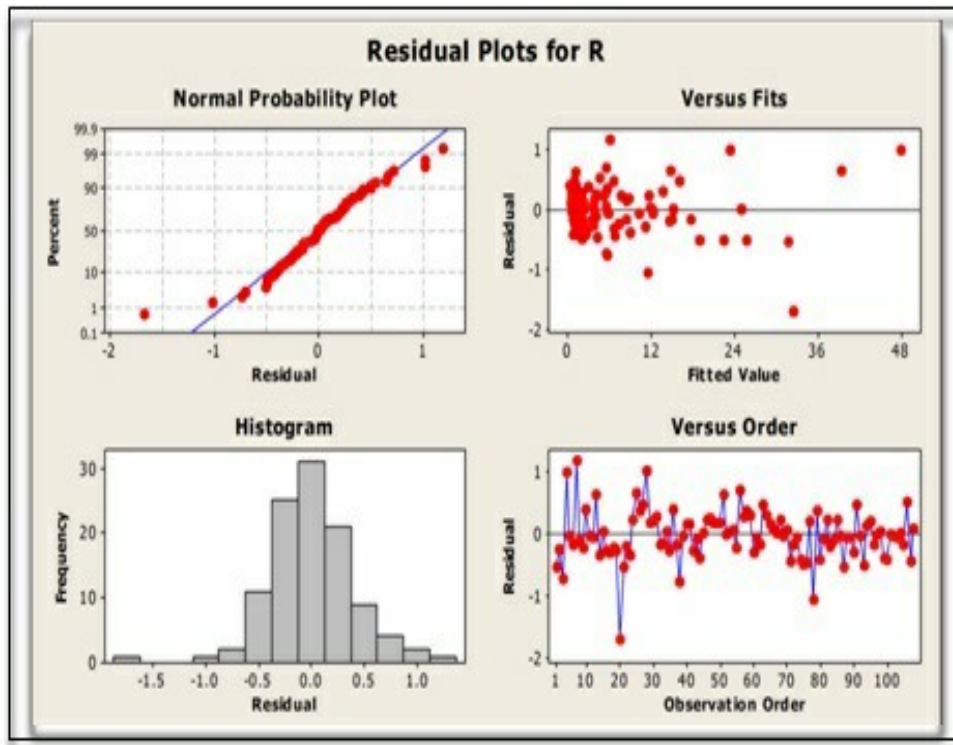 Residual Plots for R
Normal Probability Plot
99.9
99
90
50
10
1
0.1
Percent
-2 -1 0 1
Residual
Versus Fits
1
0
-1
-2
Residual
0 12 24 36 48
Fitted Value
Histogram
30
20
10
0
Frequency
-1.5 -1.0 -0.5 0.0 0.5 1.0
Residual
Versus Order
1
0
-1
-2
Residual
1 10 20 30 40 50 60 70 80 90 100
Observation Order